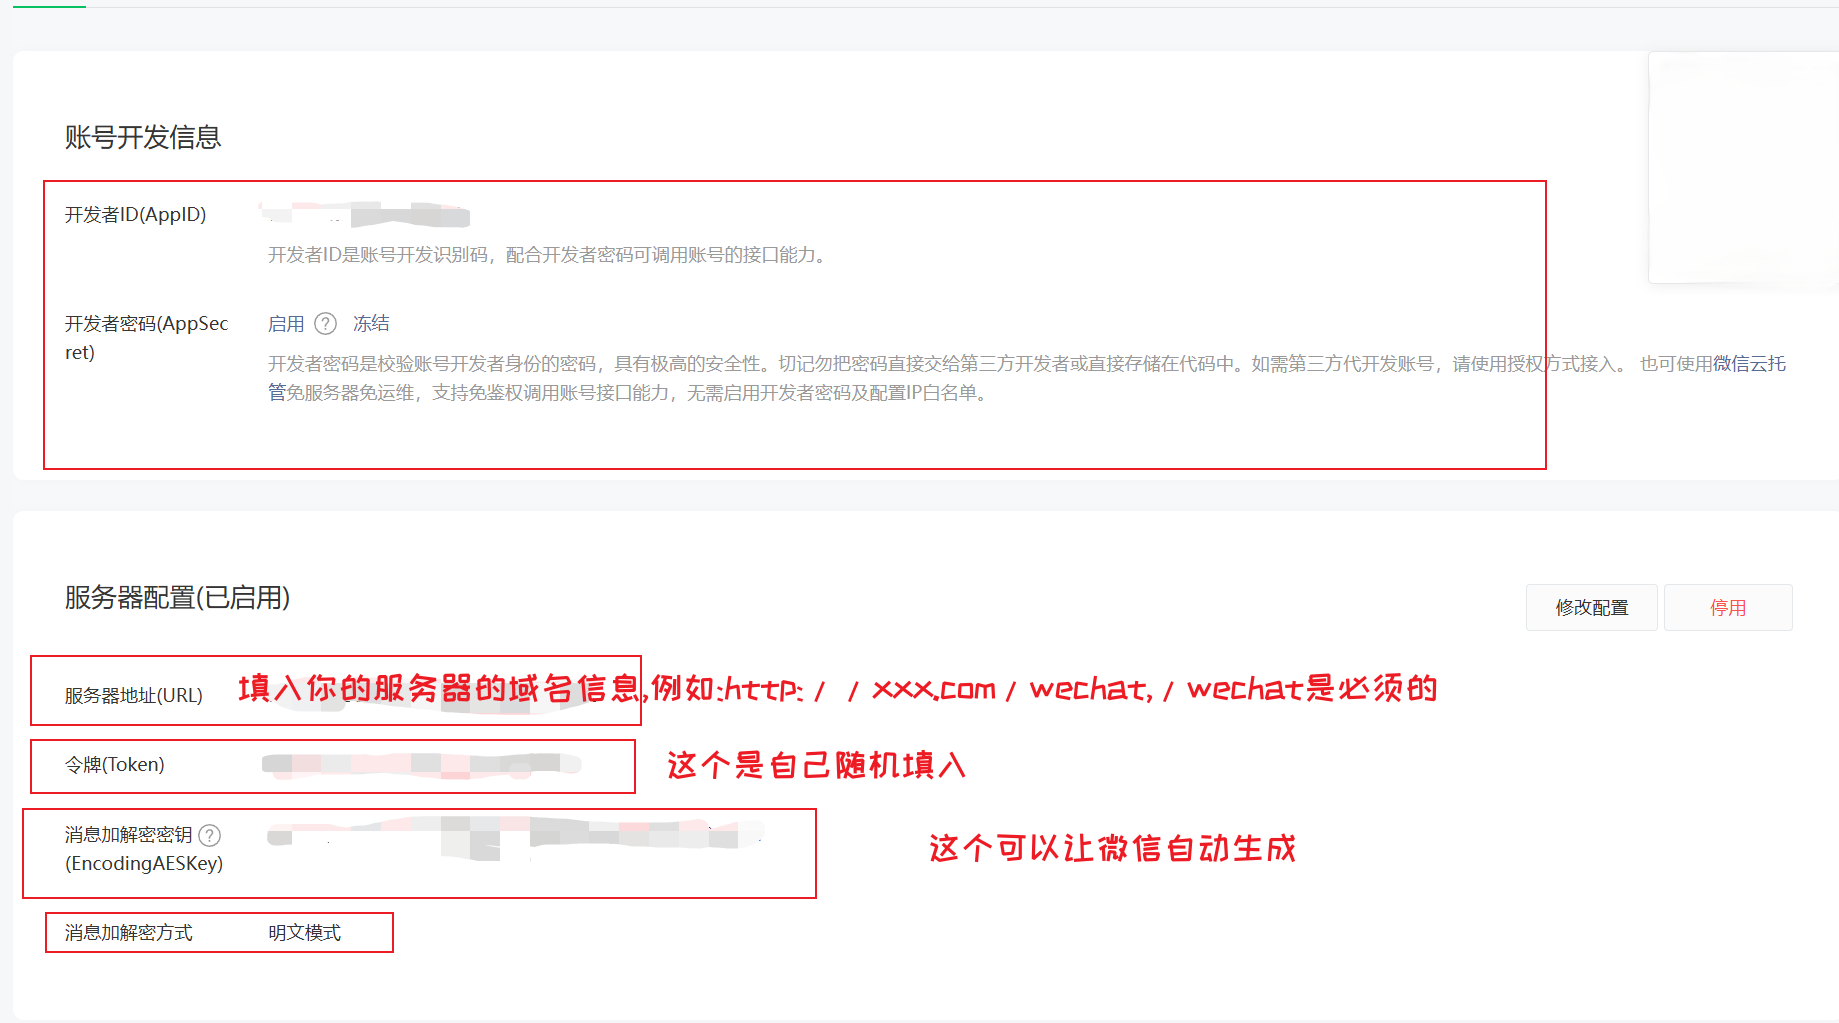 账号开发信息
开发者ID(AppID)
开发者ID是账号开发识别码，配合开发者密码可调用账号的接口能力。
开发者密码(AppSec
ret)
启用 ? 冻结
开发者密码是校验账号开发者身份的密码，具有极高的安全性。切记勿把密码直接交给第三方开发者或直接存储在代码中。如需第三方代开发账号，请使用授权方式接入。 也可使用微信云托
管免服务器免运维，支持免鉴权调用账号接口能力，无需启用开发者密码及配置IP白名单。
服务器配置(已启用)
修改配置 停用
服务器地址(URL) 填入你的服务器的域名信息,例如:http://xxx.com/wechat,/wechat是必须的
令牌(Token) 这个是自己随机填入
消息加解密密钥 ?
(EncodingAESKey)
这个可以让微信自动生成
消息加解密方式 明文模式